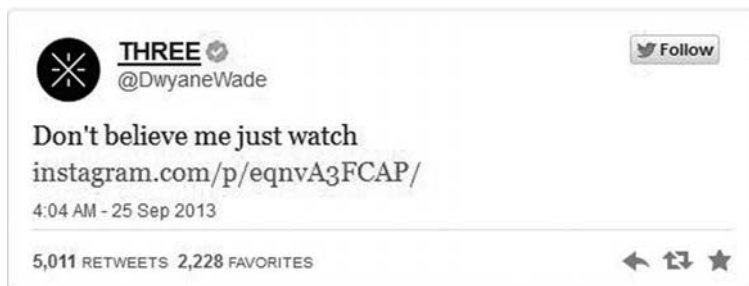 THREE
@DwyaneWade
Follow
Don't believe me just watch
instagram.com/p/eqnvA3FCAP/
4:04 AM - 25 Sep 2013
5,011 RETWEETS 2,228 FAVORITES